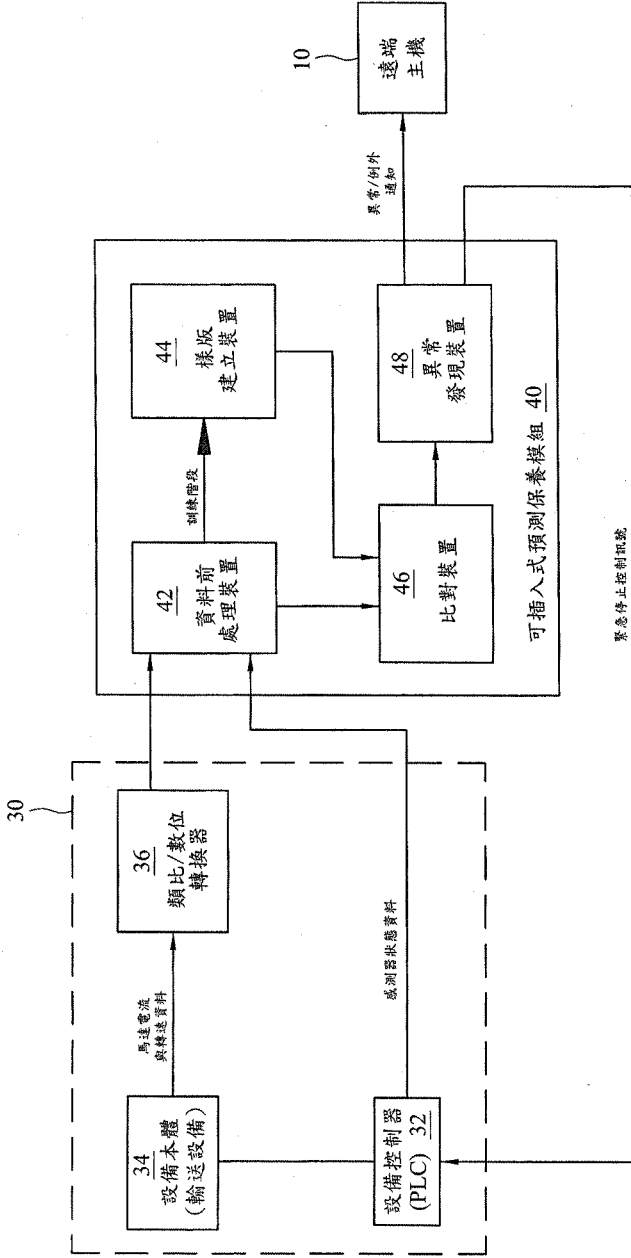 30
34
設備本體
(輸送設備)
馬達電流
與轉速資料
36
類比/數位
轉換器
設備控制器
(PLC) 32
感測器狀態資料
42
資料前
處理裝置
訓練階段
44
樣版
建立裝置
46
比對裝置
48
異常
發現裝置
可插入式預測保養模組 40
異常/例外
通知
10
遠端
主機
緊急停止控制訊號